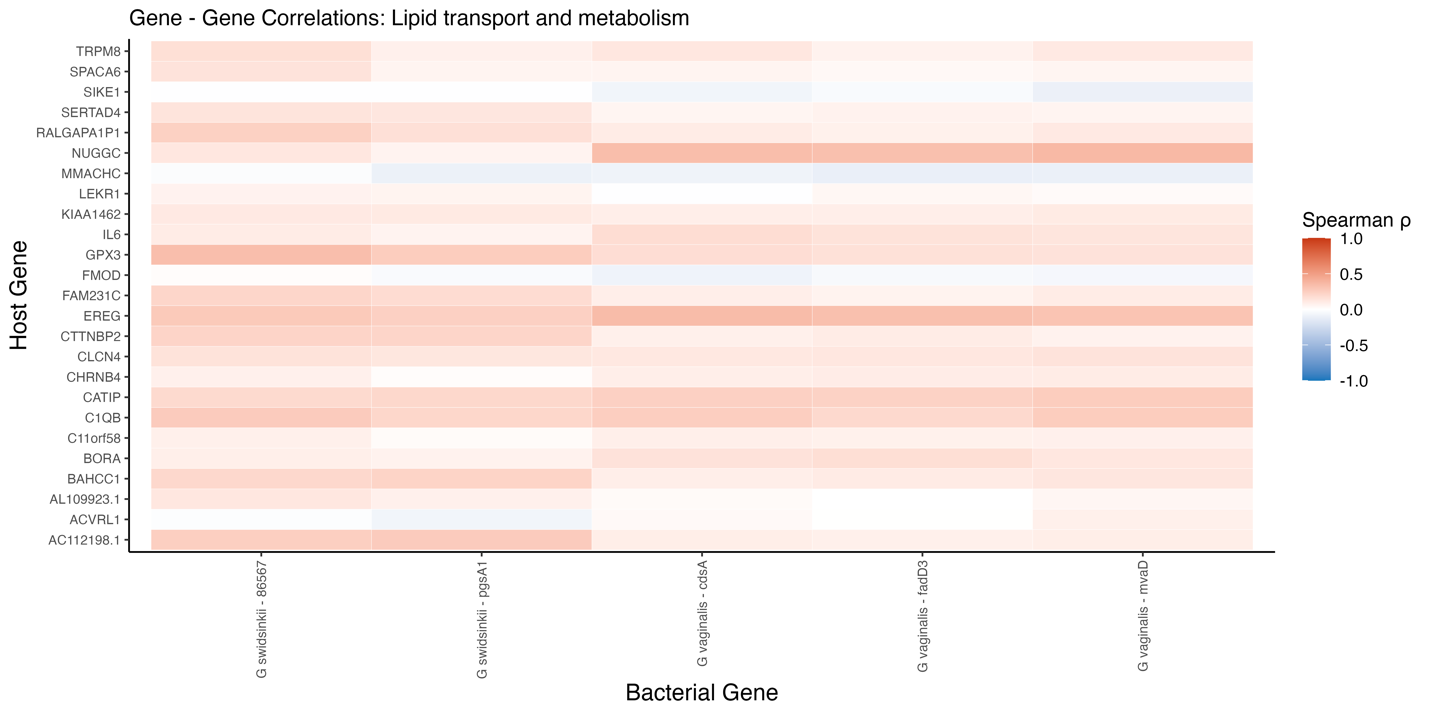 Gene - Gene Correlations: Lipid transport and metabolism
TRPM8
SPACA6
SIKE1
SERTAD4
RALGAPA1P1
NUGGC
MMACHC
LEKR1
KIAA1462
IL6
GPX3
FMOD
FAM231C
EREG
CTTNBP2
CLCN4
CHRNB4
CATIP
C1QB
C11orf58
BORA
BAHCC1
AL109923.1
ACVRL1
AC112198.1
Host Gene
G swidsinkii - 86567
G swidsinkii - pgsA1
G vaginalis - cdsA
G vaginalis - fadD3
G vaginalis - mvaD
Bacterial Gene
Spearman ρ
1.0
0.5
0.0
-0.5
-1.0